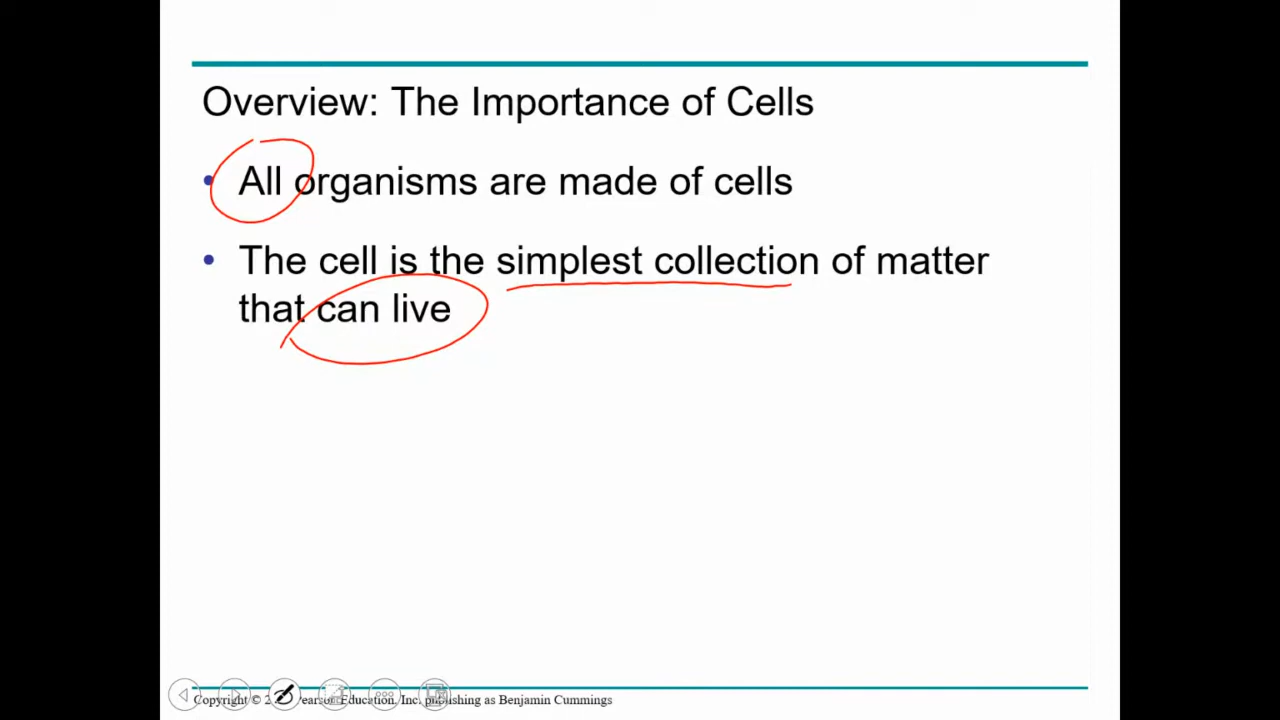 Overview: The Importance of Cells
• All organisms are made of cells
• The cell is the simplest collection of matter
that can live
Copyright © Education, Inc. publishing as Benjamin Cummings